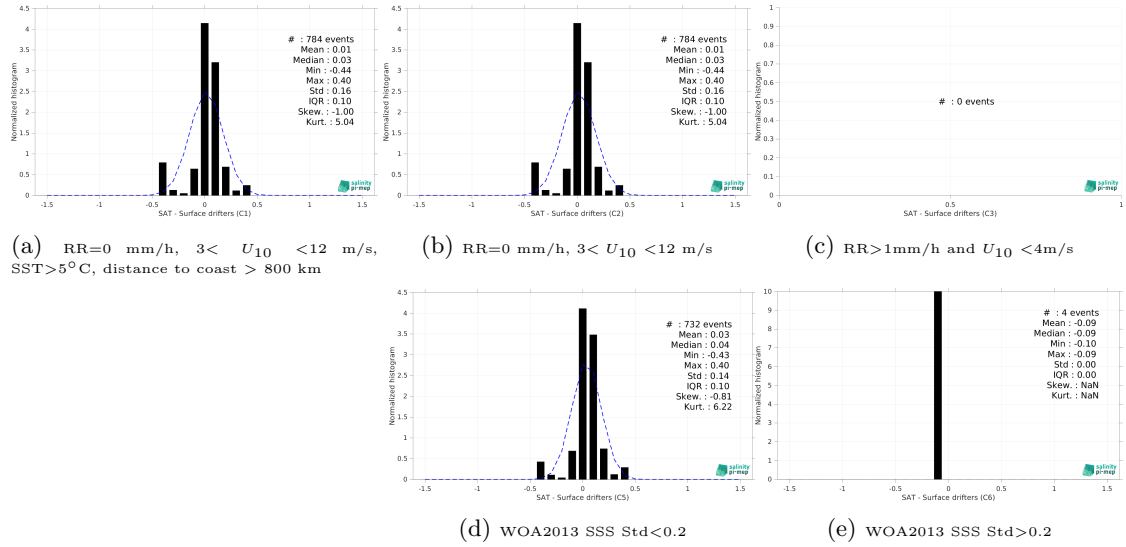 4.5
4
3.5
3
2.5
2
1.5
1
0.5
0
Normalized histogram
# : 784 events
Mean : 0.01
Median : 0.03
Min : -0.44
Max : 0.40
Std : 0.16
IQR : 0.10
Skew. : -1.00
Kurt. : 5.04
salinity
pi-mep
-1.5 -1 -0.5 0 0.5 1 1.5
SAT - Surface drifters (C1)
(a) RR=0 mm/h, 3< U10 <12 m/s,
SST>5°C, distance to coast > 800 km
4.5
4
3.5
3
2.5
2
1.5
1
0.5
0
Normalized histogram
# : 784 events
Mean : 0.01
Median : 0.03
Min : -0.44
Max : 0.40
Std : 0.16
IQR : 0.10
Skew. : -1.00
Kurt. : 5.04
salinity
pi-mep
-1.5 -1 -0.5 0 0.5 1 1.5
SAT - Surface drifters (C2)
(b) RR=0 mm/h, 3< U10 <12 m/s
1
0.9
0.8
0.7
0.6
0.5
0.4
0.3
0.2
0.1
0
Normalized histogram
# : 0 events
salinity
pi-mep
0 0.5 1
SAT - Surface drifters (C3)
(c) RR>1mm/h and U10 <4m/s
4.5
4
3.5
3
2.5
2
1.5
1
0.5
0
Normalized histogram
# : 732 events
Mean : 0.03
Median : 0.04
Min : -0.43
Max : 0.40
Std : 0.14
IQR : 0.10
Skew. : -0.81
Kurt. : 6.22
salinity
pi-mep
-1.5 -1 -0.5 0 0.5 1 1.5
SAT - Surface drifters (C5)
(d) WOA2013 SSS Std<0.2
10
9
8
7
6
5
4
3
2
1
0
Normalized histogram
# : 4 events
Mean : -0.09
Median : -0.09
Min : -0.10
Max : -0.09
Std : 0.00
IQR : 0.00
Skew. : NaN
Kurt. : NaN
salinity
pi-mep
-1.5 -1 -0.5 0 0.5 1 1.5
SAT - Surface drifters (C6)
(e) WOA2013 SSS Std>0.2